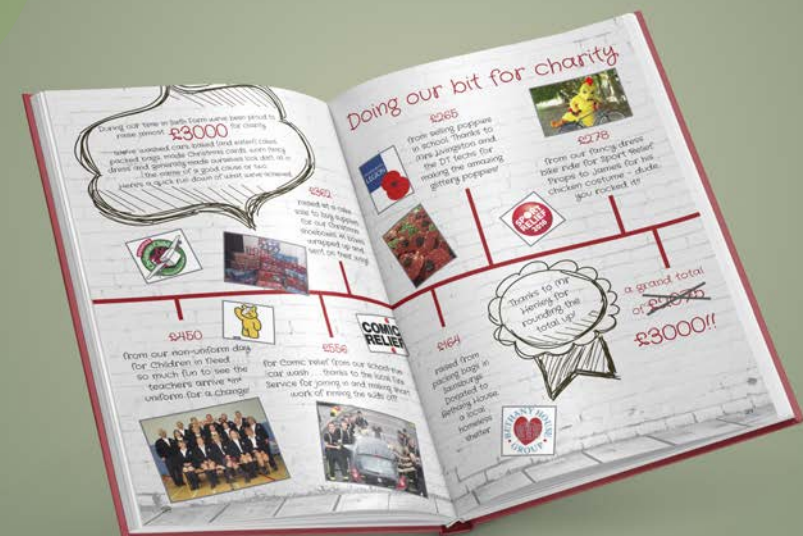 During our time in Sixth Form we've been proud to
raise almost £3000 for charity.
We've washed cars, baked (and eaten) cakes,
packed bags, made Christmas cards, worn fancy
dress and generally made ourselves look daft, all in
the name of a good cause or two.
Here's a quick run down of what we've achieved.
£362
raised at a cake
sale to buy supplies
for our Christmas
shoeboxes in boxes
wrapped up and
sent on their way!
£450
from our non-uniform day
for Children in Need . . .
so much fun to see the
teachers arrive in
uniform for a change!
£556
for Comic Relief from our school-run
car wash . . . thanks to the local Fire
Service for joining in and making short
work of rinsing the suds off!
COMIC
RELIEF
Doing our bit for charity
£265
from selling poppies
in school. Thanks to
Mrs Livingston and
the DT techs for
making the amazing
glittery poppies!
LEGION
£278
from our fancy dress
bike ride for Sport Relief.
Props to James for his
chicken costume - dude,
you rocked it!!
SPORT
RELIEF
2016
£164
raised from
packing bags in
Sainsburys.
Donated to
Bethany House,
a local
homeless
shelter
BETHANY HOUSE
GROUP
Thanks to Mr
Henley for
rounding the
total up!
a grand total
of
£3000!!